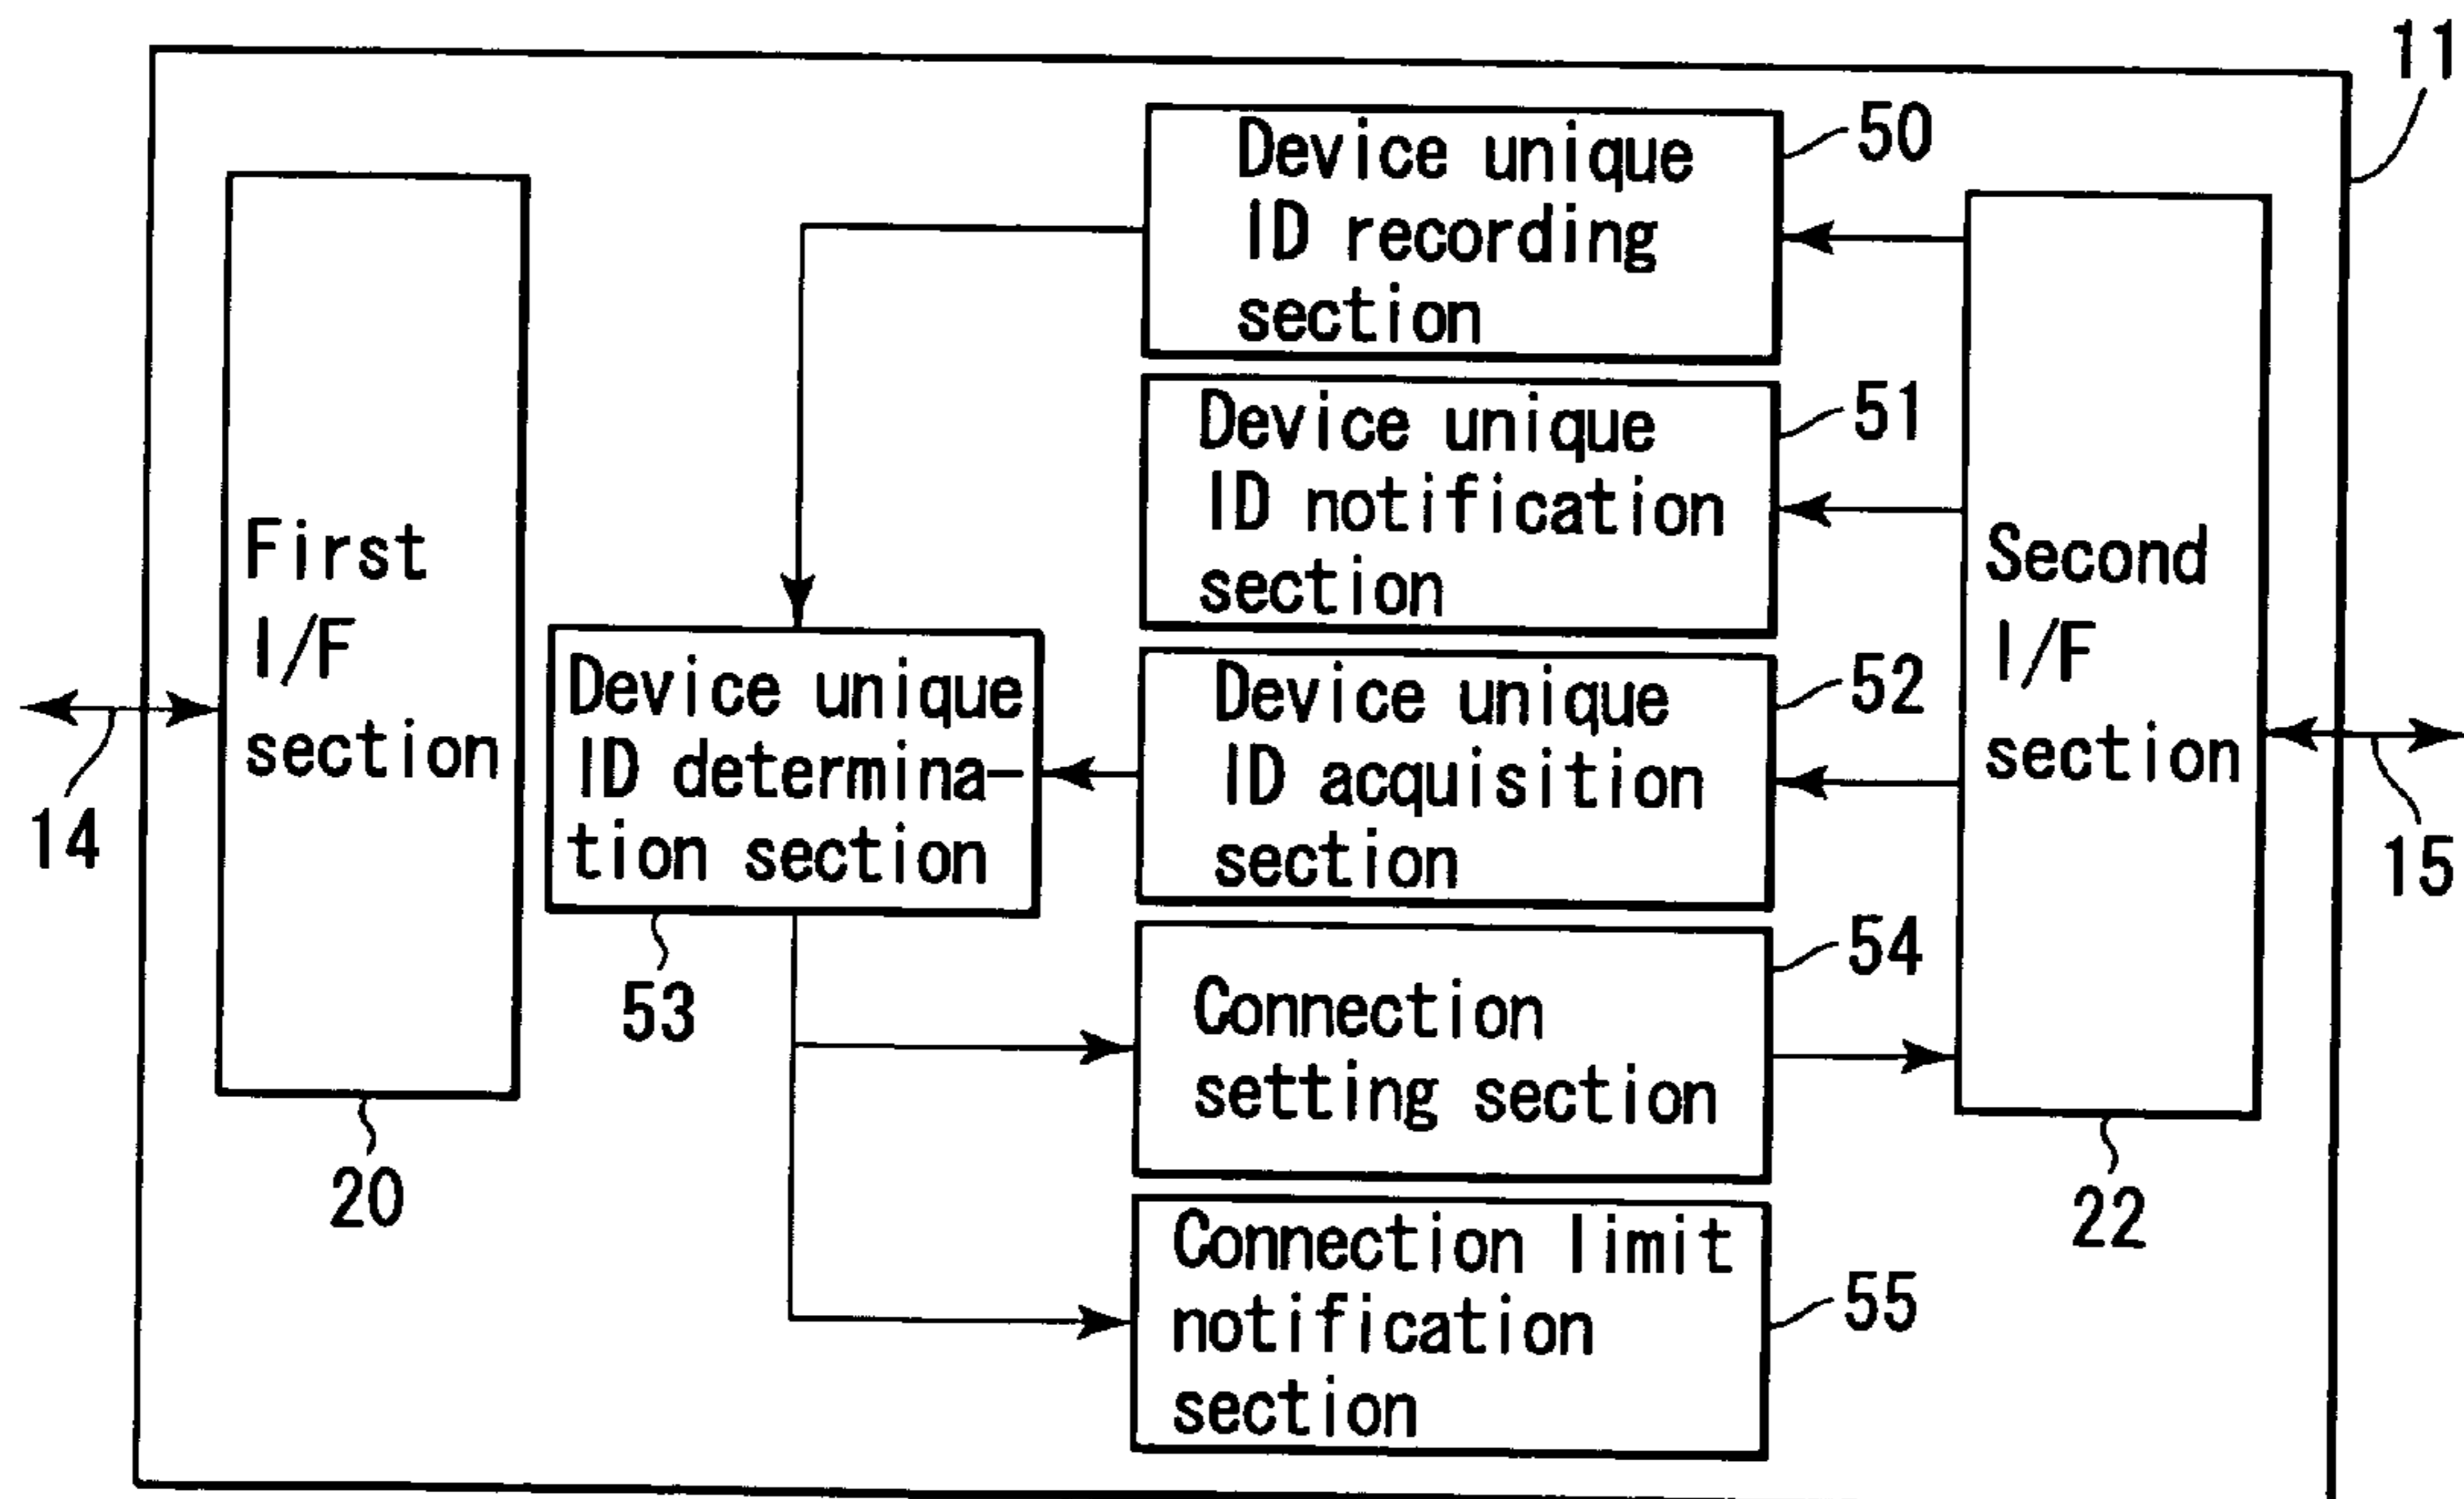 11
Device unique
ID recording
section
50
Device unique
ID notification
section
51
First
I/F
section
14
20
Device unique
ID determina-
tion section
53
Device unique
ID acquisition
section
52
Second
I/F
section
15
22
Connection
setting section
54
Connection limit
notification
section
55